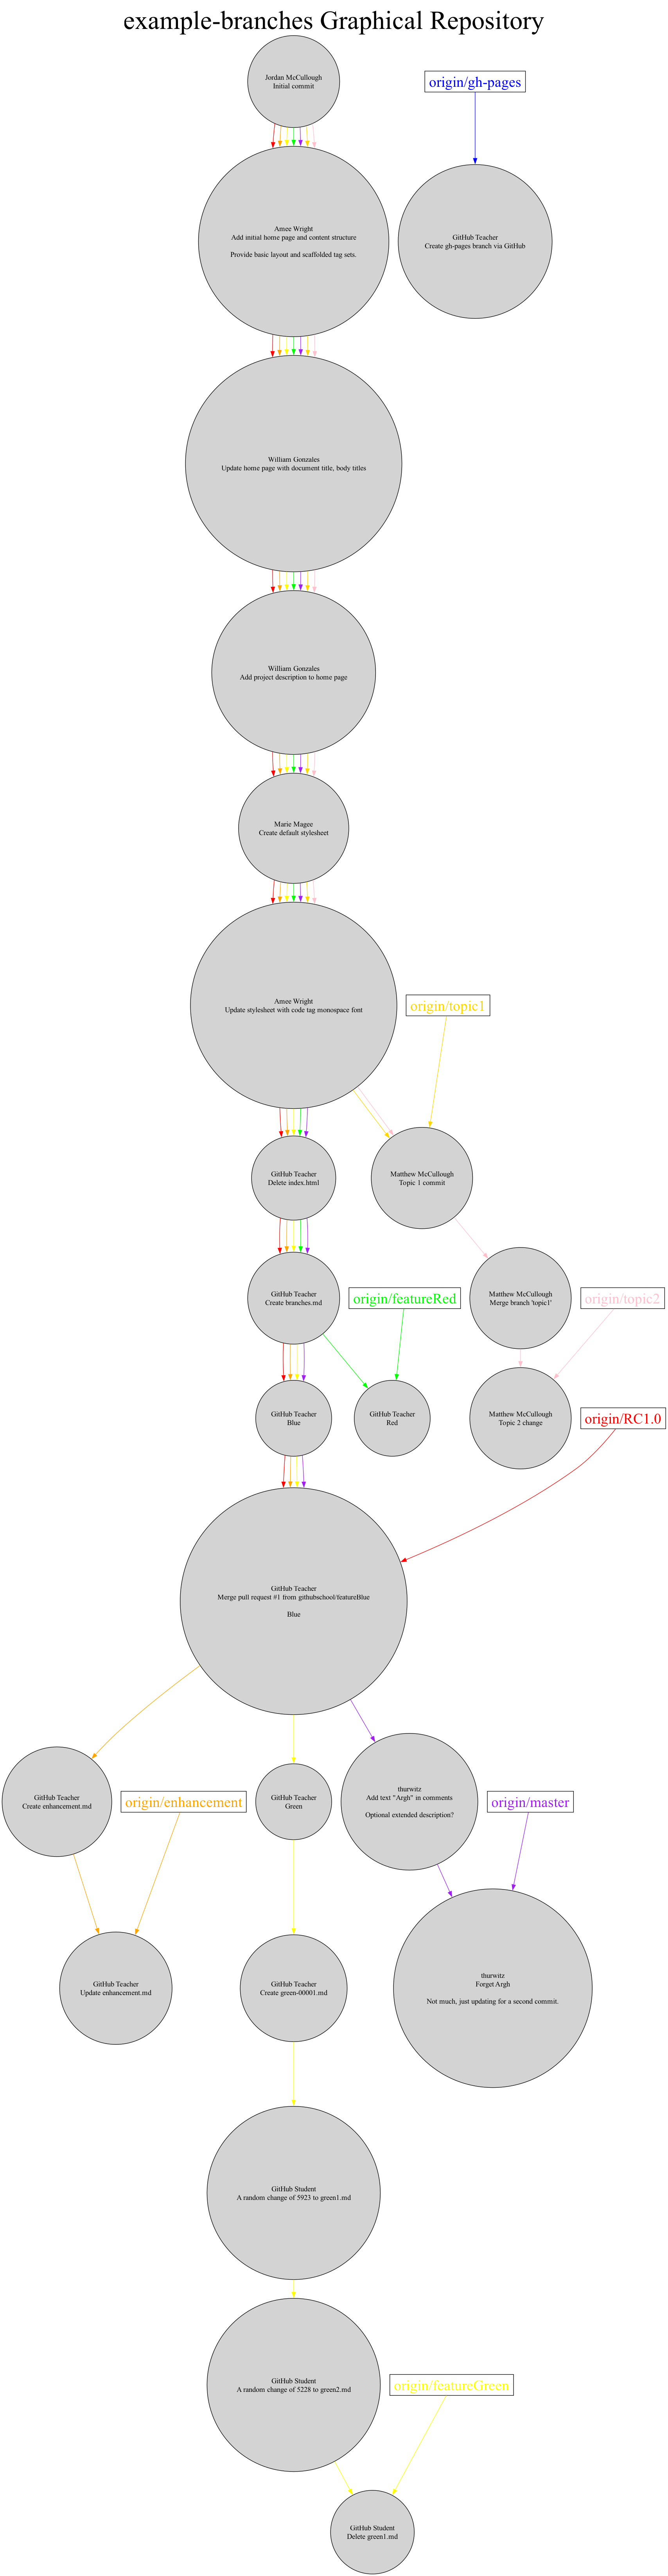 example-branches Graphical Repository
Jordan McCullough
Initial commit
origin/gh-pages
Amee Wright
Add initial home page and content structure
Provide basic layout and scaffolded tag sets.
GitHub Teacher
Create gh-pages branch via GitHub
William Gonzales
Update home page with document title, body titles
William Gonzales
Add project description to home page
Marie Magee
Create default stylesheet
Amee Wright
Update stylesheet with code tag monospace font
origin/topic1
GitHub Teacher
Delete index.html
Matthew McCullough
Topic 1 commit
GitHub Teacher
Create branches.md
origin/featureRed
Matthew McCullough
Merge branch 'topic1'
origin/topic2
GitHub Teacher
Blue
GitHub Teacher
Red
Matthew McCullough
Topic 2 change
origin/RC1.0
GitHub Teacher
Merge pull request #1 from githubschool/featureBlue
Blue
GitHub Teacher
Create enhancement.md
origin/enhancement
GitHub Teacher
Green
thurwitz
Add text "Argh" in comments
Optional extended description?
origin/master
GitHub Teacher
Update enhancement.md
GitHub Teacher
Create green-00001.md
thurwitz
Forget Argh
Not much, just updating for a second commit.
GitHub Student
A random change of 5923 to green1.md
GitHub Student
A random change of 5228 to green2.md
origin/featureGreen
GitHub Student
Delete green1.md